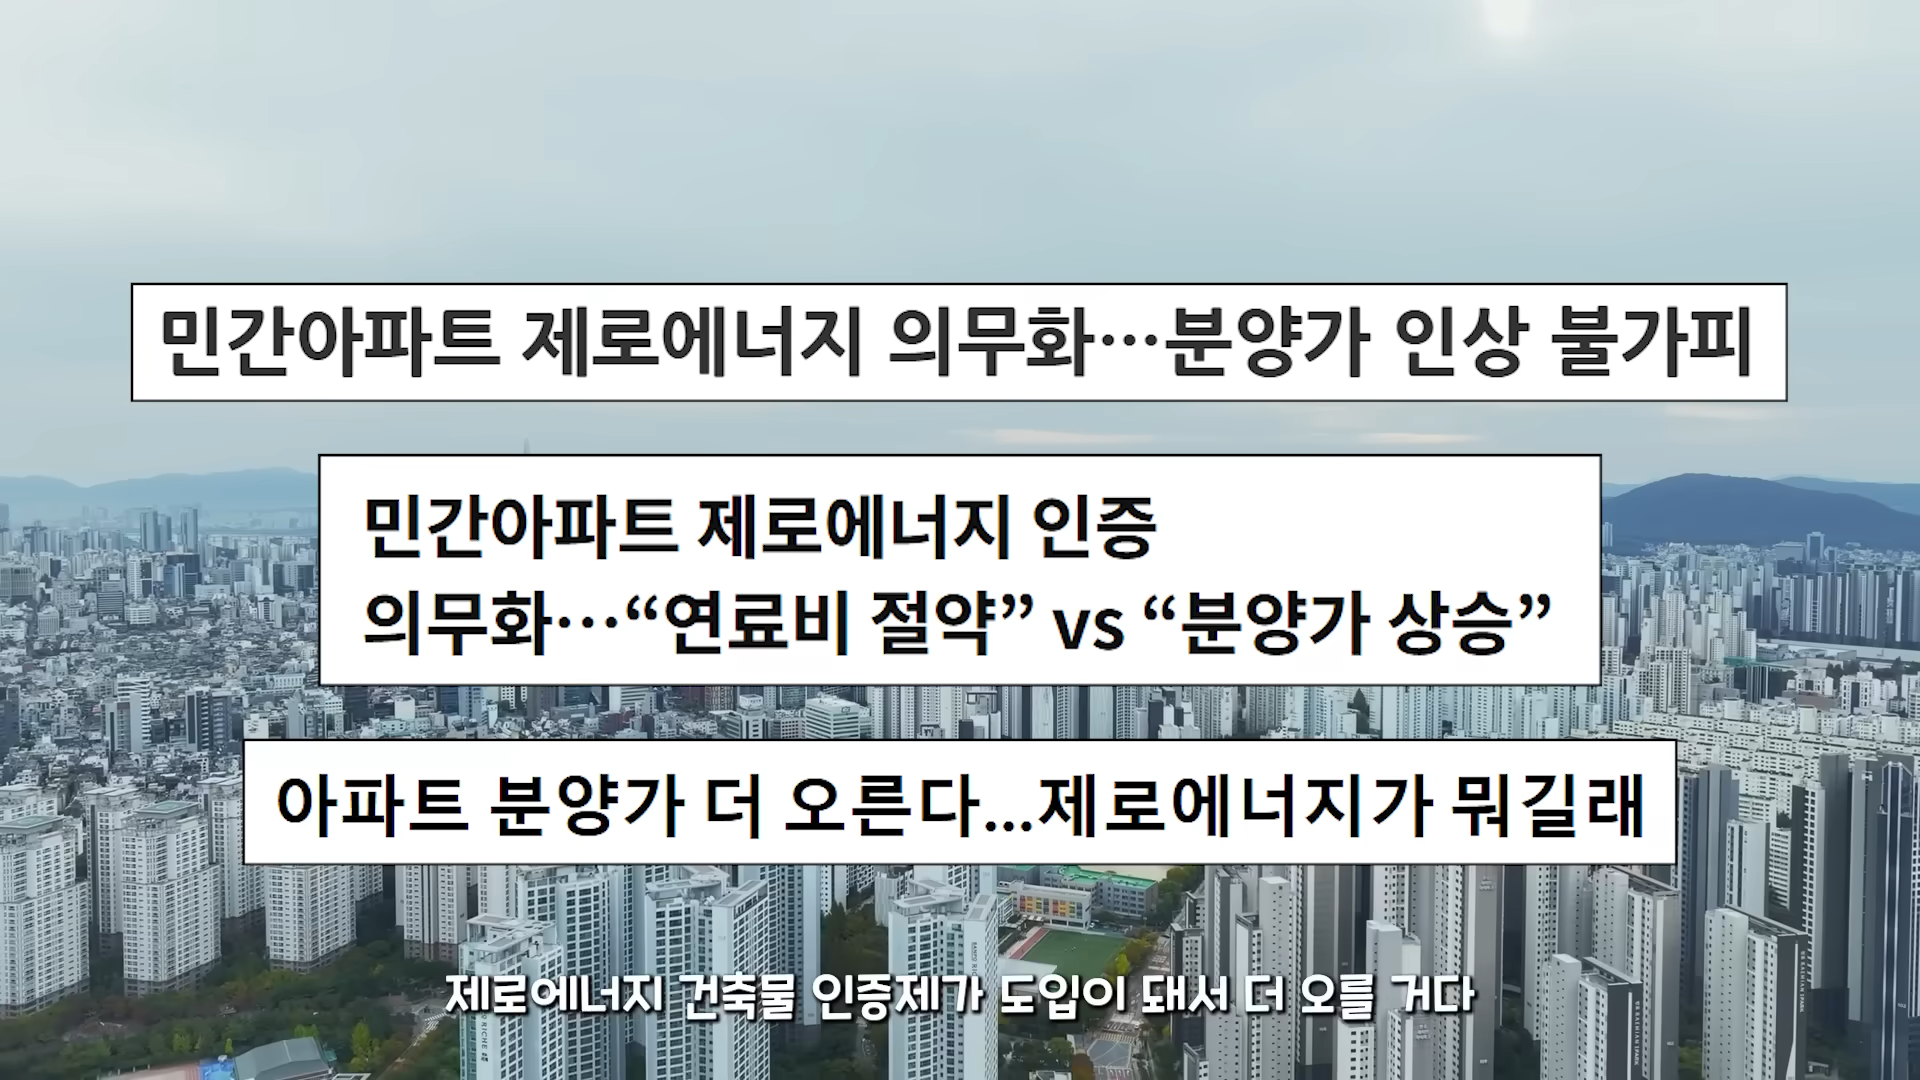 민간아파트 제로에너지 의무화…분양가 인상 불가피
민간아파트 제로에너지 인증
의무화…“연료비 절약” vs “분양가 상승”
아파트 분양가 더 오른다...제로에너지가 뭐길래
제로에너지 건축물 인증제가 도입이 돼서 더 오를 거다